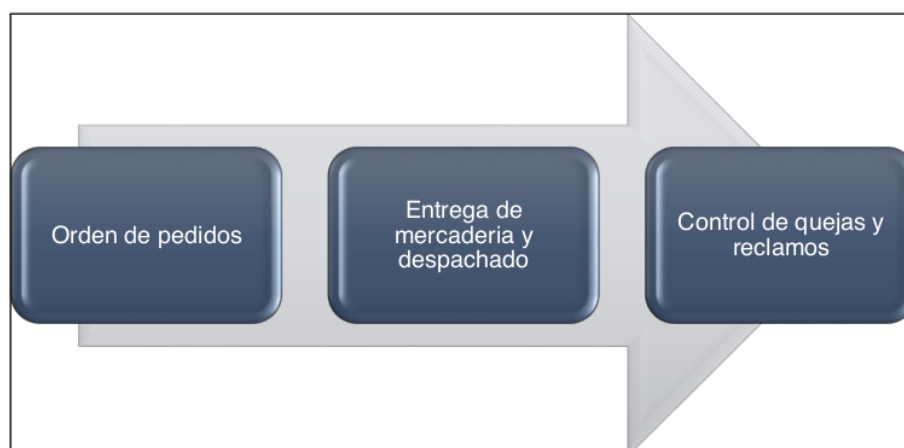 Orden de pedidos
Entrega de
mercaderia y
despachado
Control de quejas y
reclamos